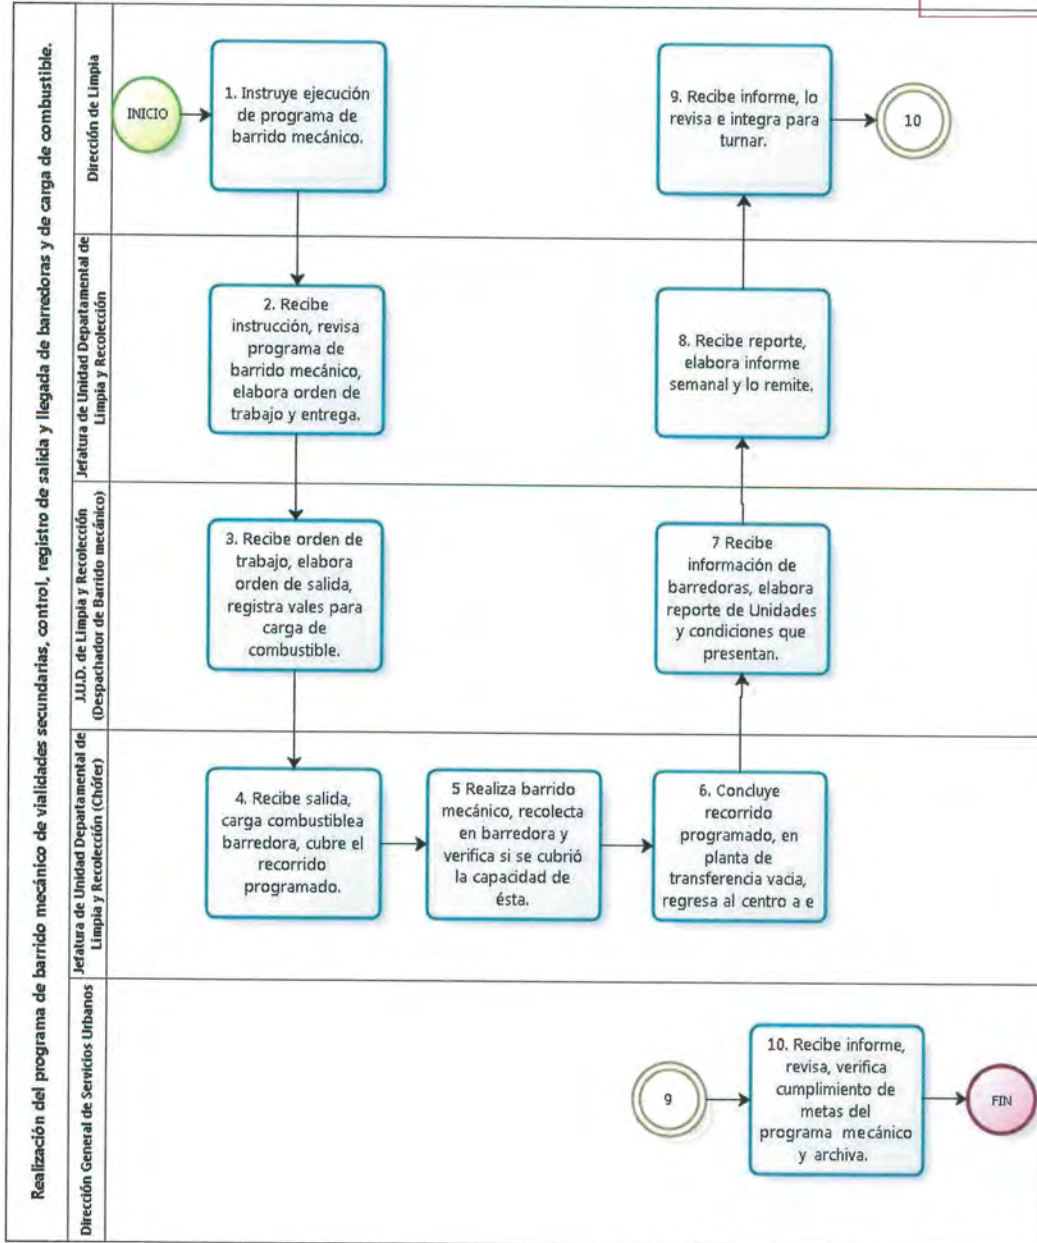 Realización del programa de barrido mecánico de vialidades secundarias, control, registro de salida y llegada de barredoras y de carga de combustible.
Dirección de Limpia
INICIO
1. Instruye ejecución
de programa de
barrido mecánico.
9. Recibe informe, lo
revisa e integra para
turnar.
10
Jefatura de Unidad Departamental de
Limpia y Recolección
2. Recibe
instrucción, revisa
programa de
barrido mecánico,
elabora orden de
trabajo y entrega.
8. Recibe reporte,
elabora informe
semanal y lo remite.
J.U.D. de Limpia y Recolección
(Despachador de Barrido mecánico)
3. Recibe orden de
trabajo, elabora
orden de salida,
registra vales para
carga de
combustible.
7 Recibe
información de
barredoras, elabora
reporte de Unidades
y condiciones que
presentan.
Jefatura de Unidad Departamental de
Limpia y Recolección (Chófer)
4. Recibe salida,
carga combustiblea
barredora, cubre el
recorrido
programado.
5 Realiza barrido
mecánico, recolecta
en barredora y
verifica si se cubrió
la capacidad de
ésta.
6. Concluye
recorrido
programado, en
planta de
transferencia vacia,
regresa al centro a e
Dirección General de Servicios Urbanos
9
10. Recibe informe,
revisa, verifica
cumplimiento de
metas del
programa mecánico
y archiva.
FIN